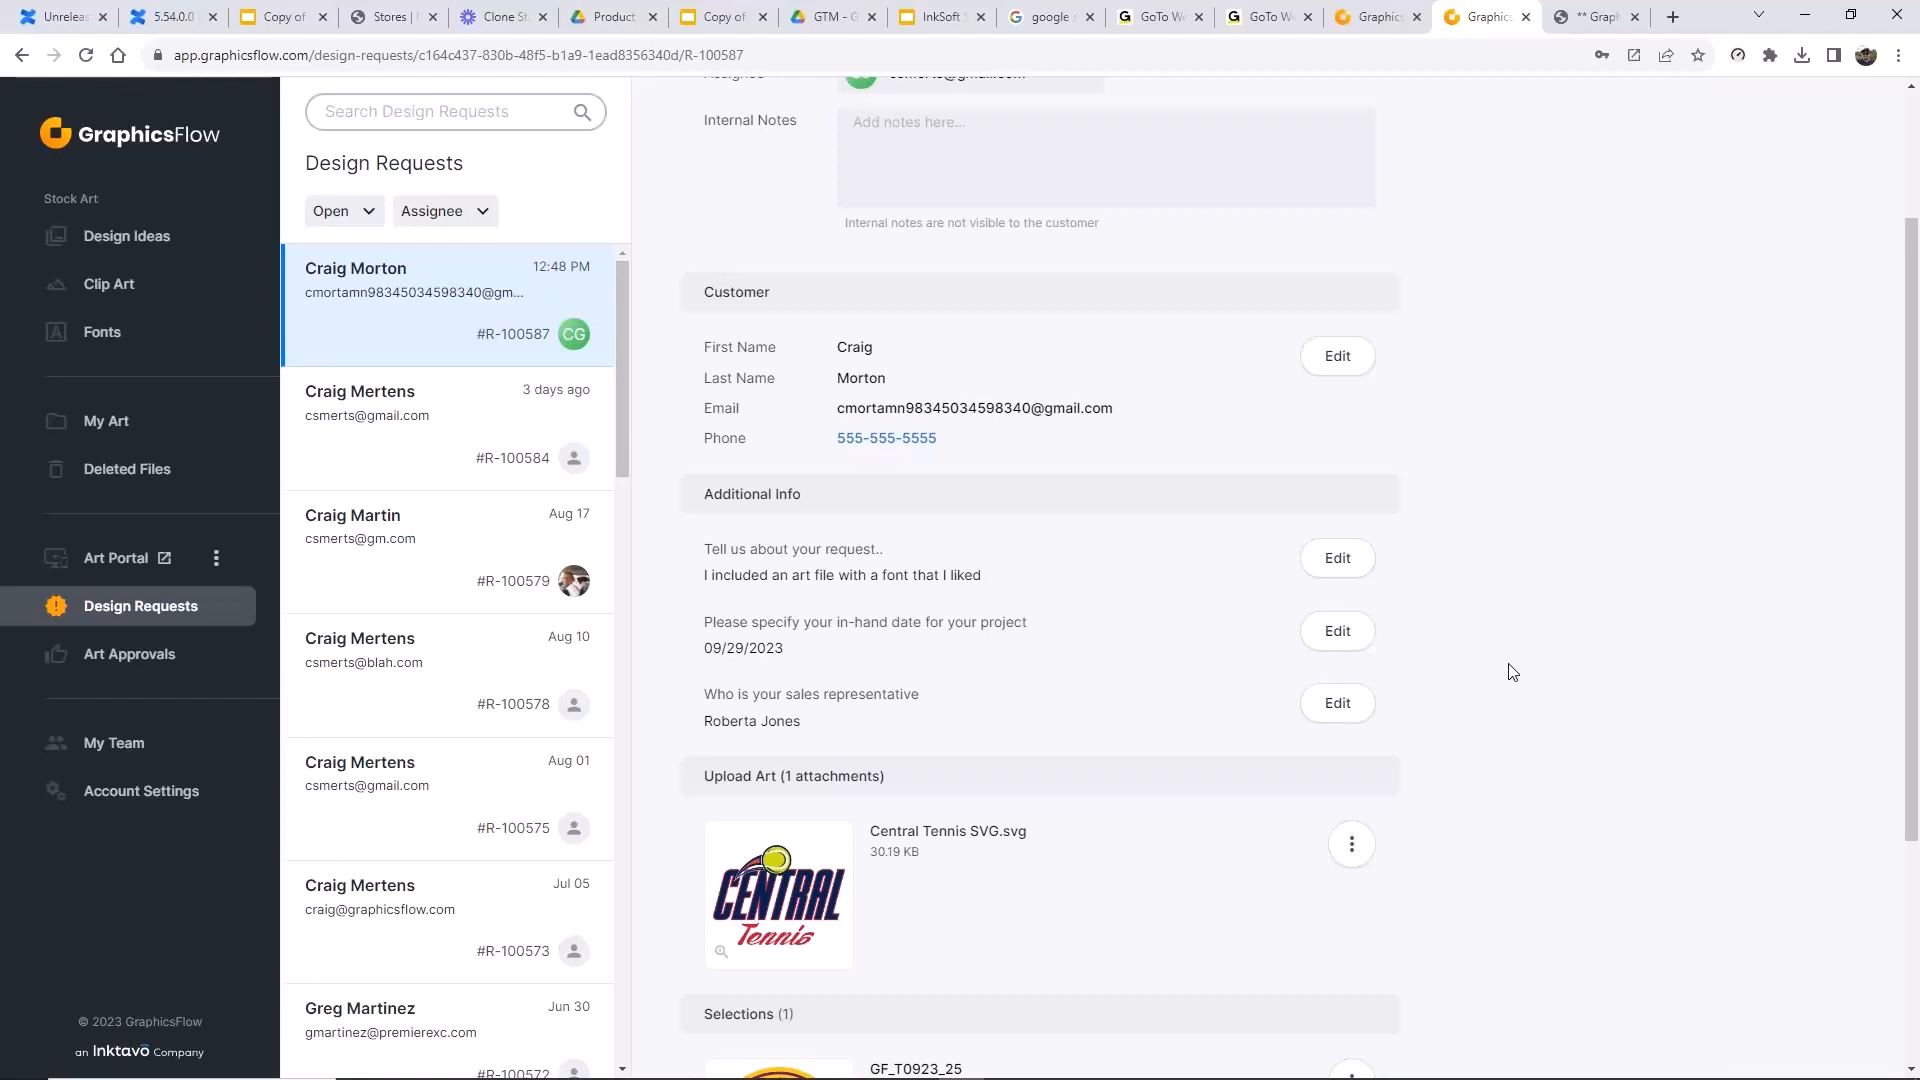 Unreleas
5.54.0.0
Copy of
Stores |
Clone St
Product
Copy of
GTM - G
InkSoft
google s
GoTo We
GoTo We
Graphics
Graphics
** Graph
app.graphicsflow.com/design-requests/c164c437-830b-48f5-b1a9-1ead8356340d/R-100587
GraphicsFlow
Stock Art
Design Ideas
Clip Art
Fonts
My Art
Deleted Files
Art Portal
Design Requests
Art Approvals
My Team
Account Settings
© 2023 GraphicsFlow
an Inktavo Company
Search Design Requests
Design Requests
Open
Assignee
Craig Morton
12:48 PM
cmortamn98345034598340@gm...
#R-100587
CG
Craig Mertens
3 days ago
csmerts@gmail.com
#R-100584
Craig Martin
Aug 17
csmerts@gm.com
#R-100579
Craig Mertens
Aug 10
csmerts@blah.com
#R-100578
Craig Mertens
Aug 01
csmerts@gmail.com
#R-100575
Craig Mertens
Jul 05
craig@graphicsflow.com
#R-100573
Greg Martinez
Jun 30
gmartinez@premierexc.com
#R-100572
Assigned
csmerts@gmail.com
Internal Notes
Add notes here...
Internal notes are not visible to the customer
Customer
First Name
Craig
Edit
Last Name
Morton
Email
cmortamn98345034598340@gmail.com
Phone
555-555-5555
Additional Info
Tell us about your request..
I included an art file with a font that I liked
Edit
Please specify your in-hand date for your project
09/29/2023
Edit
Who is your sales representative
Roberta Jones
Edit
Upload Art (1 attachments)
Central Tennis SVG.svg
30.19 KB
CENTRAL
Tennis
Selections (1)
GF_T0923_25